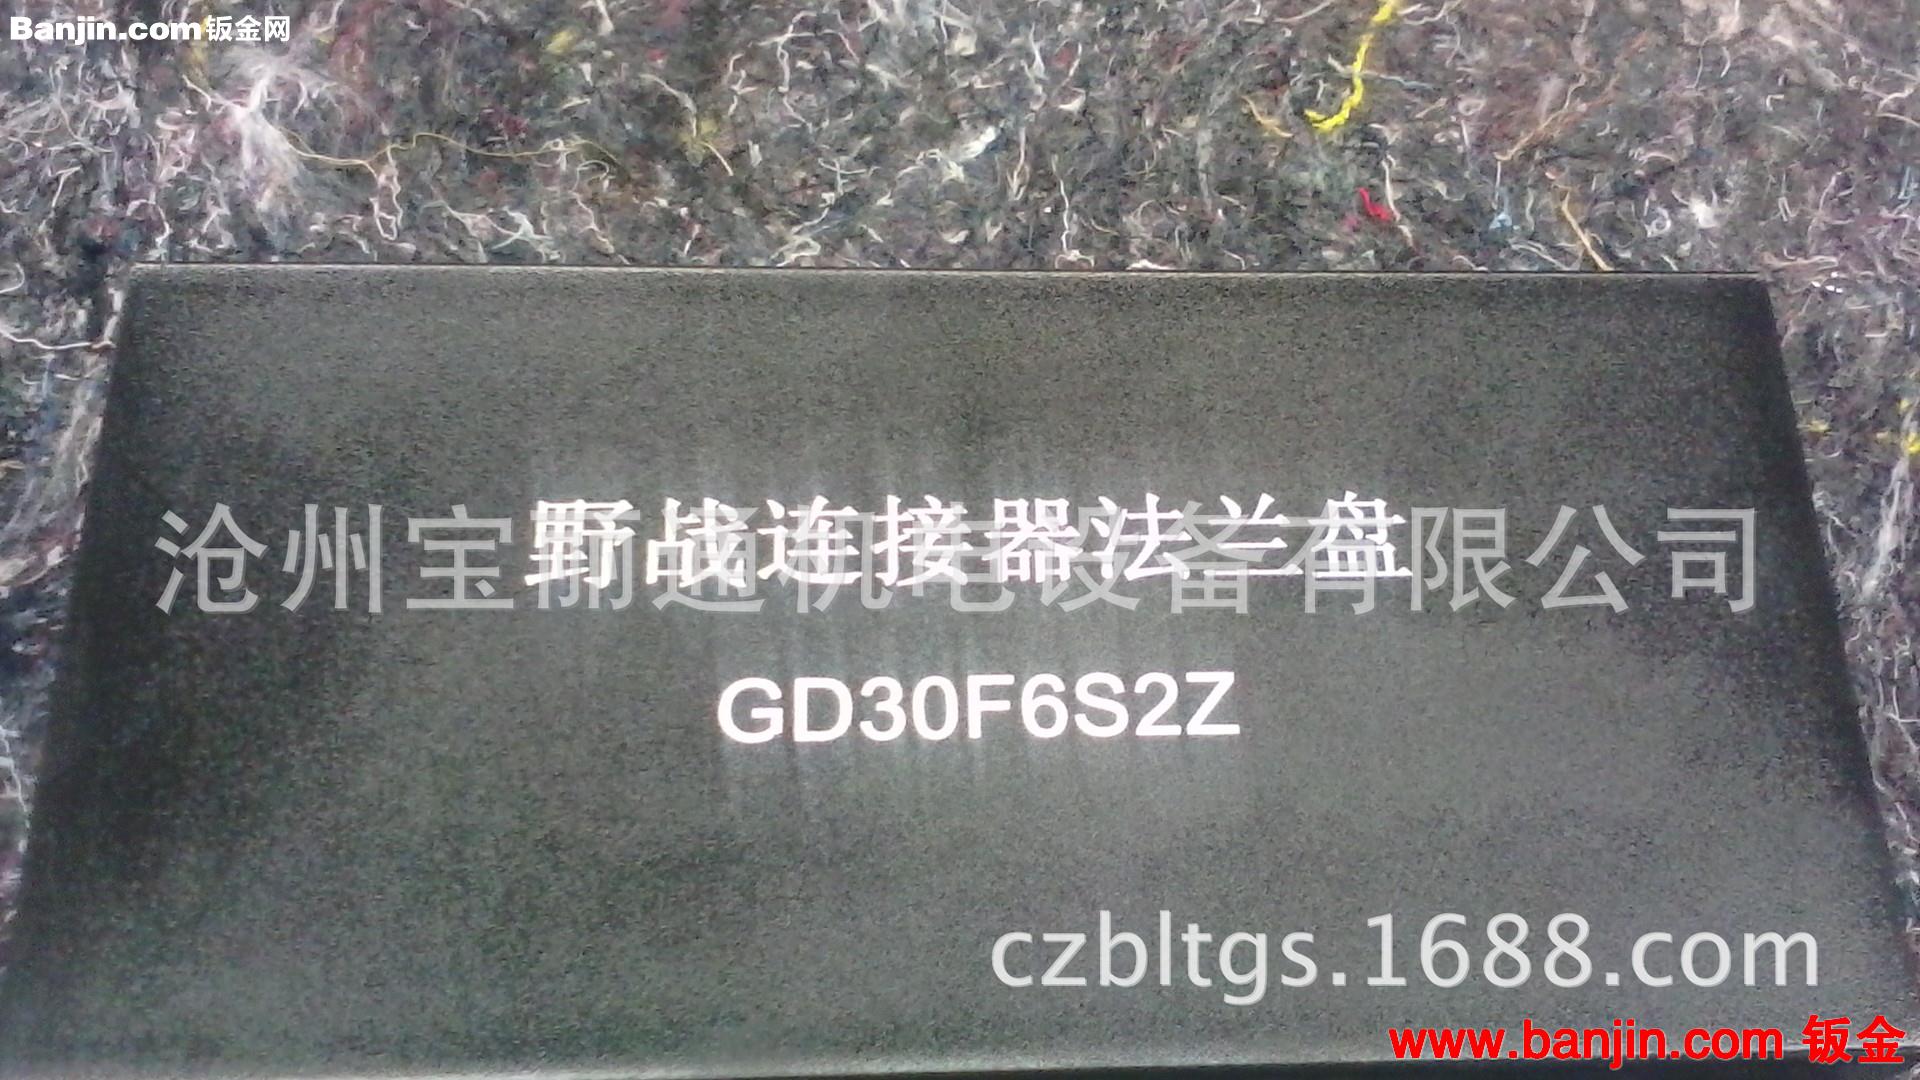 Banjin.com钣金网
野战连接器法兰盘
沧州宝丽通机电设备有限公司
GD30F6S2Z
czbltgs.1688.com
www.banjin.com 钣金